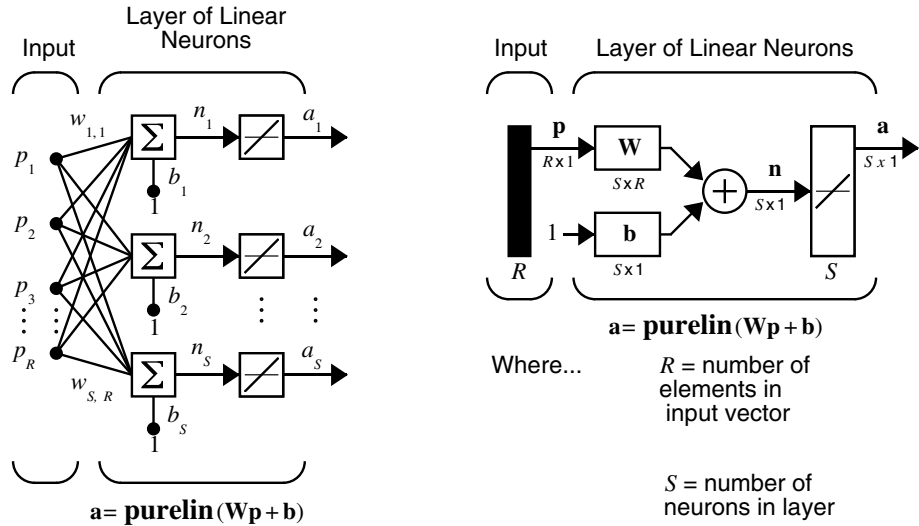 Layer of Linear
Neurons
Input
w1,1
p1
p2
p3
pR
wS, R
Σ
n1
a1
b1
1
Σ
n2
a2
b2
1
Σ
nS
aS
bS
1
a= purelin (Wp + b)
Input
Layer of Linear Neurons
p
R x 1
W
S x R
1
b
S x 1
+
n
S x 1
a
S x 1
R
S
a= purelin (Wp + b)
Where...
R = number of
elements in
input vector
S = number of
neurons in layer